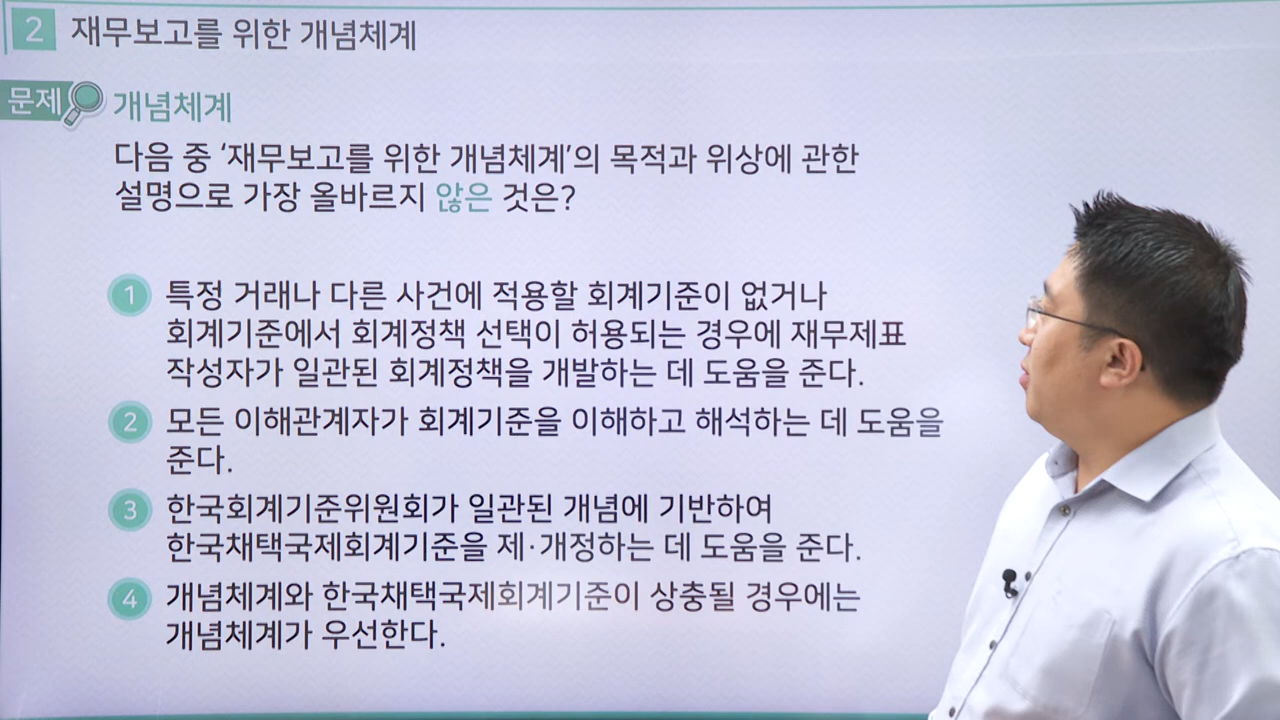 2 재무보고를 위한 개념체계
문제 개념체계
다음 중 ‘재무보고를 위한 개념체계’의 목적과 위상에 관한
설명으로 가장 올바르지 않은 것은?
1 특정 거래나 다른 사건에 적용할 회계기준이 없거나
회계기준에서 회계정책 선택이 허용되는 경우에 재무제표
작성자가 일관된 회계정책을 개발하는 데 도움을 준다.
2 모든 이해관계자가 회계기준을 이해하고 해석하는 데 도움을
준다.
3 한국회계기준위원회가 일관된 개념에 기반하여
한국채택국제회계기준을 제·개정하는 데 도움을 준다.
4 개념체계와 한국채택국제회계기준이 상충될 경우에는
개념체계가 우선한다.